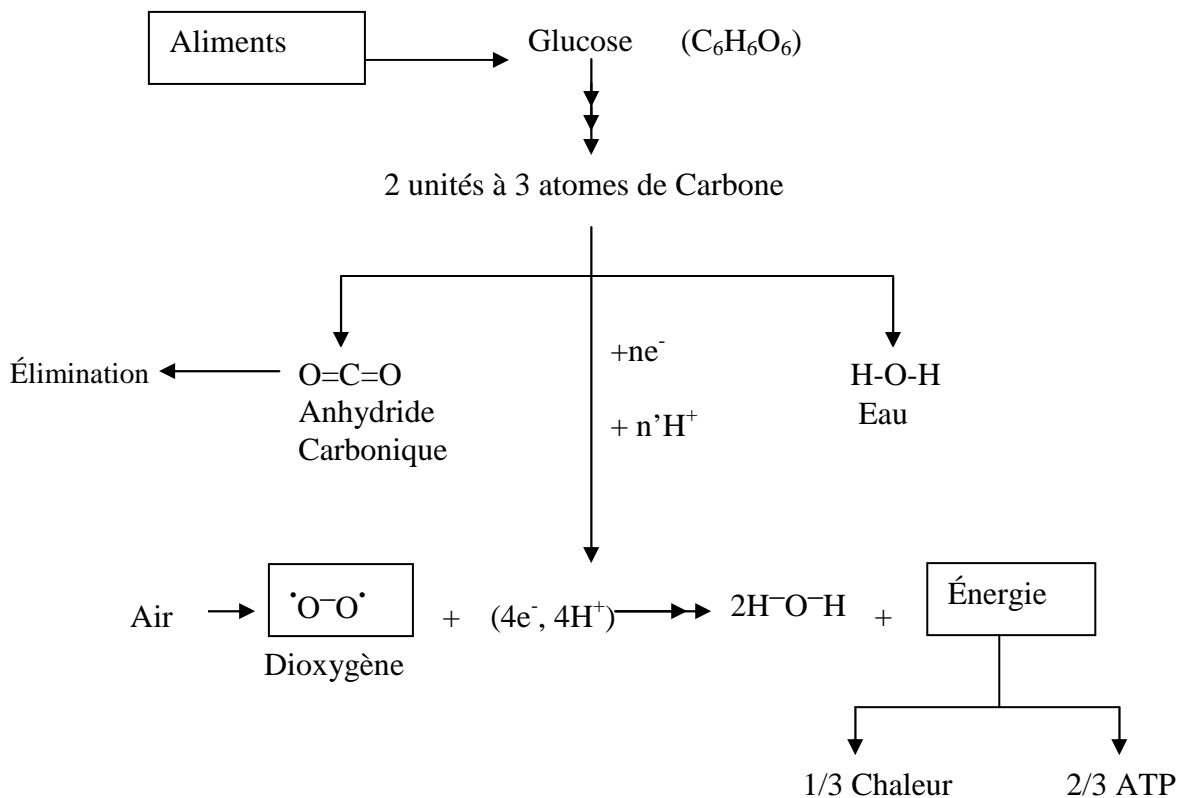 Aliments
Glucose (C₆H₆O₆)
2 unités à 3 atomes de Carbone
+ne⁻
+ n’H⁺
Élimination
O=C=O
Anhydride
Carbonique
H-O-H
Eau
Air
•O–O•
Dioxygène
+ (4e⁻, 4H⁺) 2H–O–H +
Énergie
1/3 Chaleur 2/3 ATP